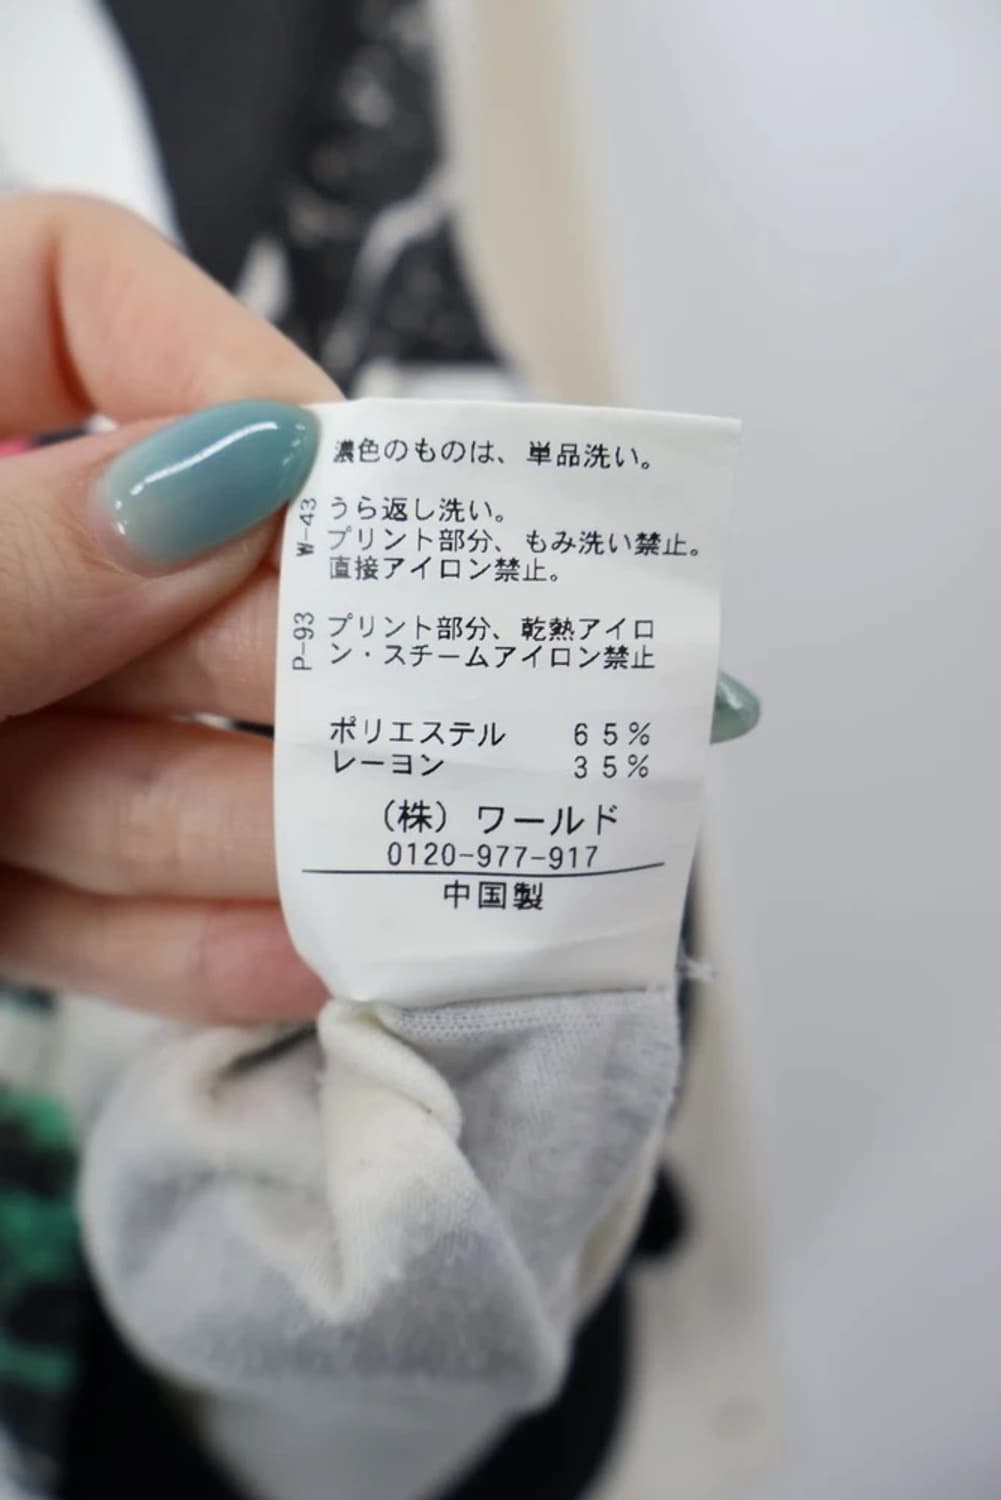 濃色のものは、単品洗い。
W-43
うら返し洗い。
プリント部分、もみ洗い禁止。
直接アイロン禁止。
P-93
プリント部分、乾熱アイロ
ン・スチームアイロン禁止
ポリエステル 65%
レーヨン 35%
(株)ワールド
0120-977-917
中国製